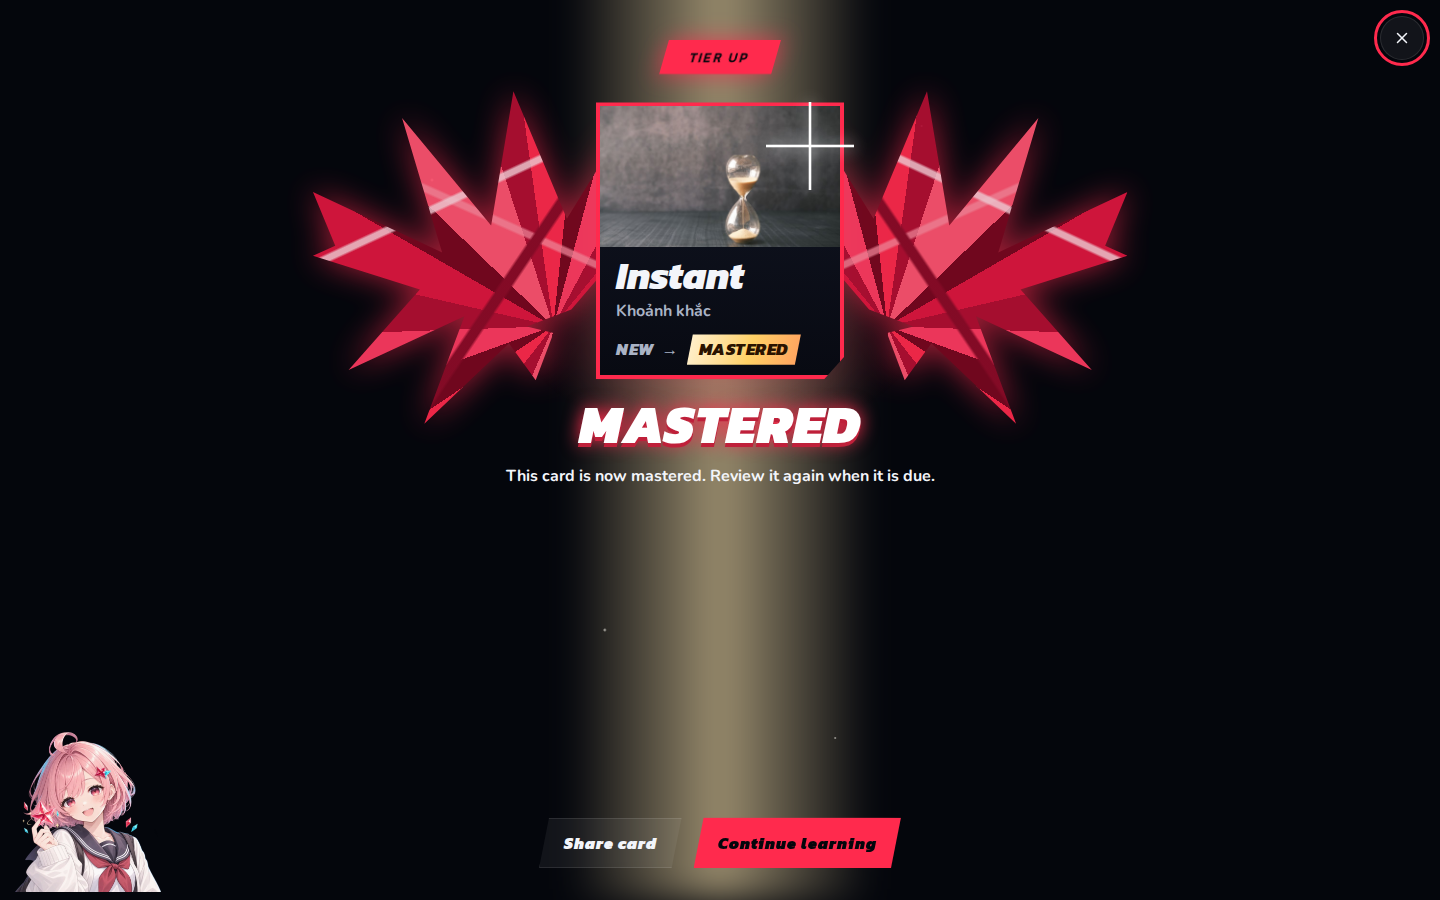 TIER UP
Instant
Khoảnh khắc
NEW → MASTERED
MASTERED
This card is now mastered. Review it again when it is due.
Share card
Continue learning